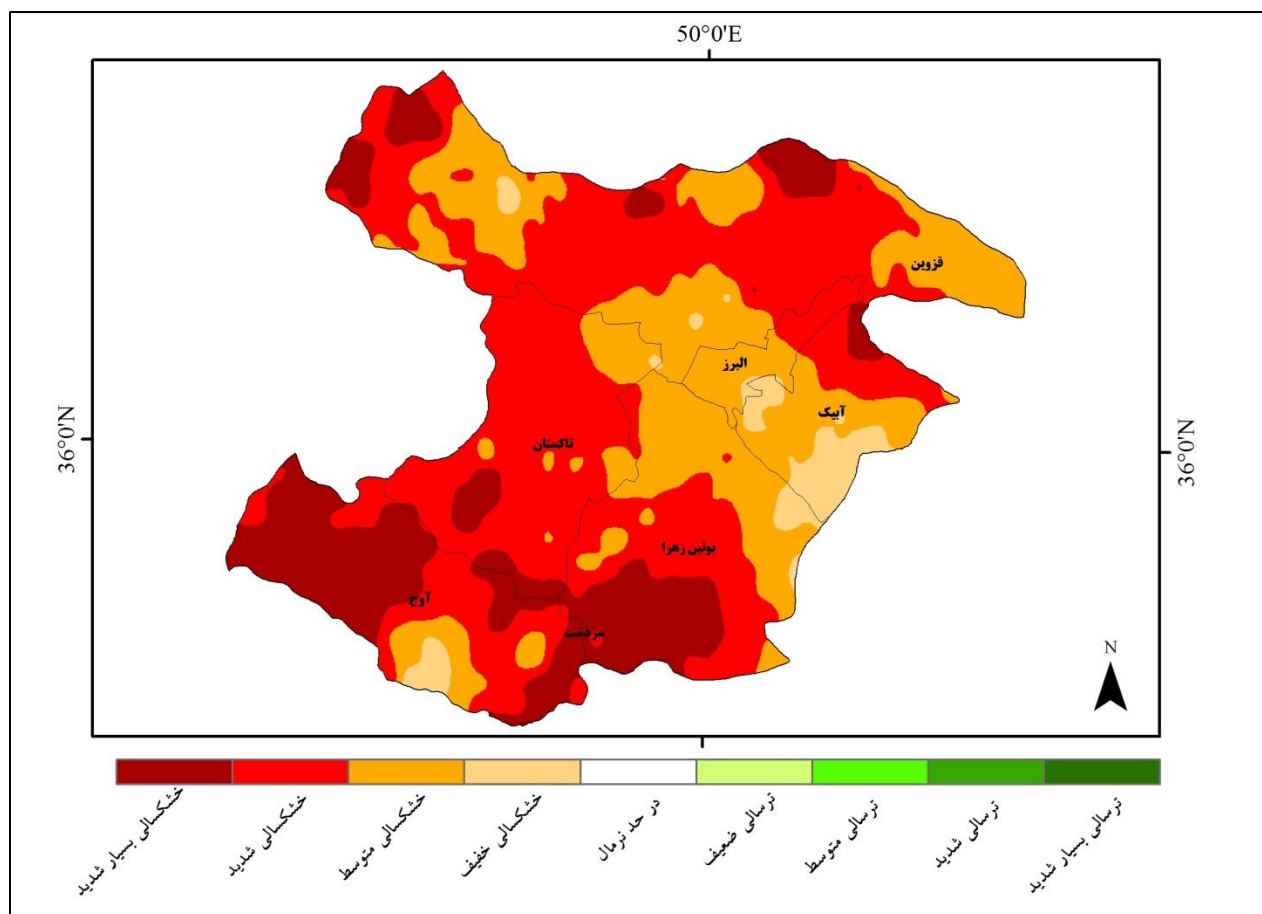 50°0'E
قزوین
البرز
آبیک
36°0'N
تاکستان
36°0'N
بوئین زهرا
آوج
سردشت
N
خشکسالی بسیار شدید
خشکسالی شدید
خشکسالی متوسط
خشکسالی خفیف
در حد نرمال
ترسالی ضعیف
ترسالی متوسط
ترسالی شدید
ترسالی بسیار شدید